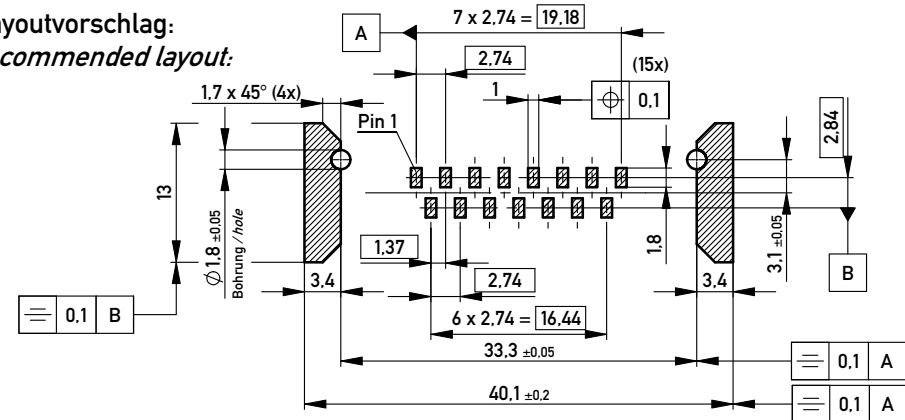 ayoutvorschlag:
commended layout:
7 x 2,74 = 19,18
A
2,74
(15x)
1,7 x 45° (4x)
1
0,1
Pin 1
2,84
13
Ø 1,8 ±0,05
Bohrung / hole
1,8
3,1 ±0,05
1,37
B
3,4
2,74
3,4
0,1 B
6 x 2,74 = 16,44
33,3 ±0,05
0,1 A
40,1 ±0,2
0,1 A